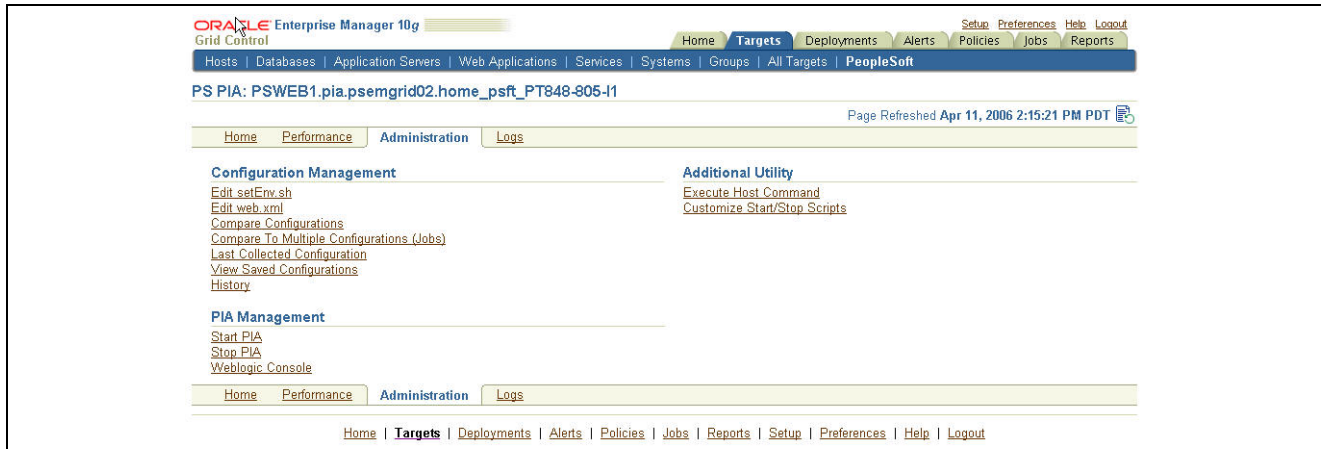 ORACLE Enterprise Manager 10g
Grid Control
Setup Preferences Help Logout
Home Targets Deployments Alerts Policies Jobs Reports
Hosts | Databases | Application Servers | Web Applications | Services | Systems | Groups | All Targets | PeopleSoft
PS PIA: PSWEB1.pia.psemgrid02.home_psft_PT848-805-I1
Page Refreshed Apr 11, 2006 2:15:21 PM PDT
Home Performance Administration Logs
Configuration Management
Edit setEnv.sh
Edit web.xml
Compare Configurations
Compare To Multiple Configurations (Jobs)
Last Collected Configuration
View Saved Configurations
History
Additional Utility
Execute Host Command
Customize Start/Stop Scripts
PIA Management
Start PIA
Stop PIA
Weblogic Console
Home Performance Administration Logs
Home | Targets | Deployments | Alerts | Policies | Jobs | Reports | Setup | Preferences | Help | Logout